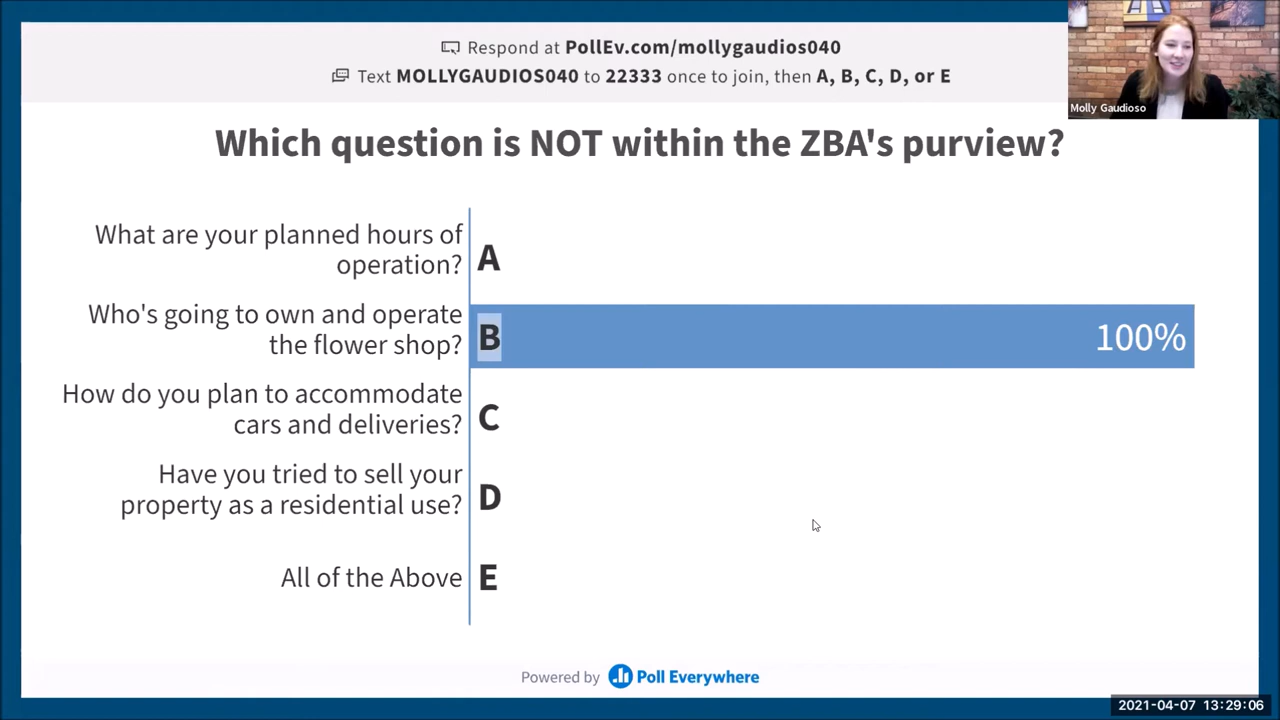 Respond at PollEv.com/mollygaudios040
Text MOLLYGAUDIOS040 to 22333 once to join, then A, B, C, D, or E
Molly Gaudioso
Which question is NOT within the ZBA's purview?
What are your planned hours of
operation?
A
Who's going to own and operate
the flower shop?
B
100%
How do you plan to accommodate
cars and deliveries?
C
Have you tried to sell your
property as a residential use?
D
All of the Above
E
Powered by Poll Everywhere
2021-04-07 13:29:06